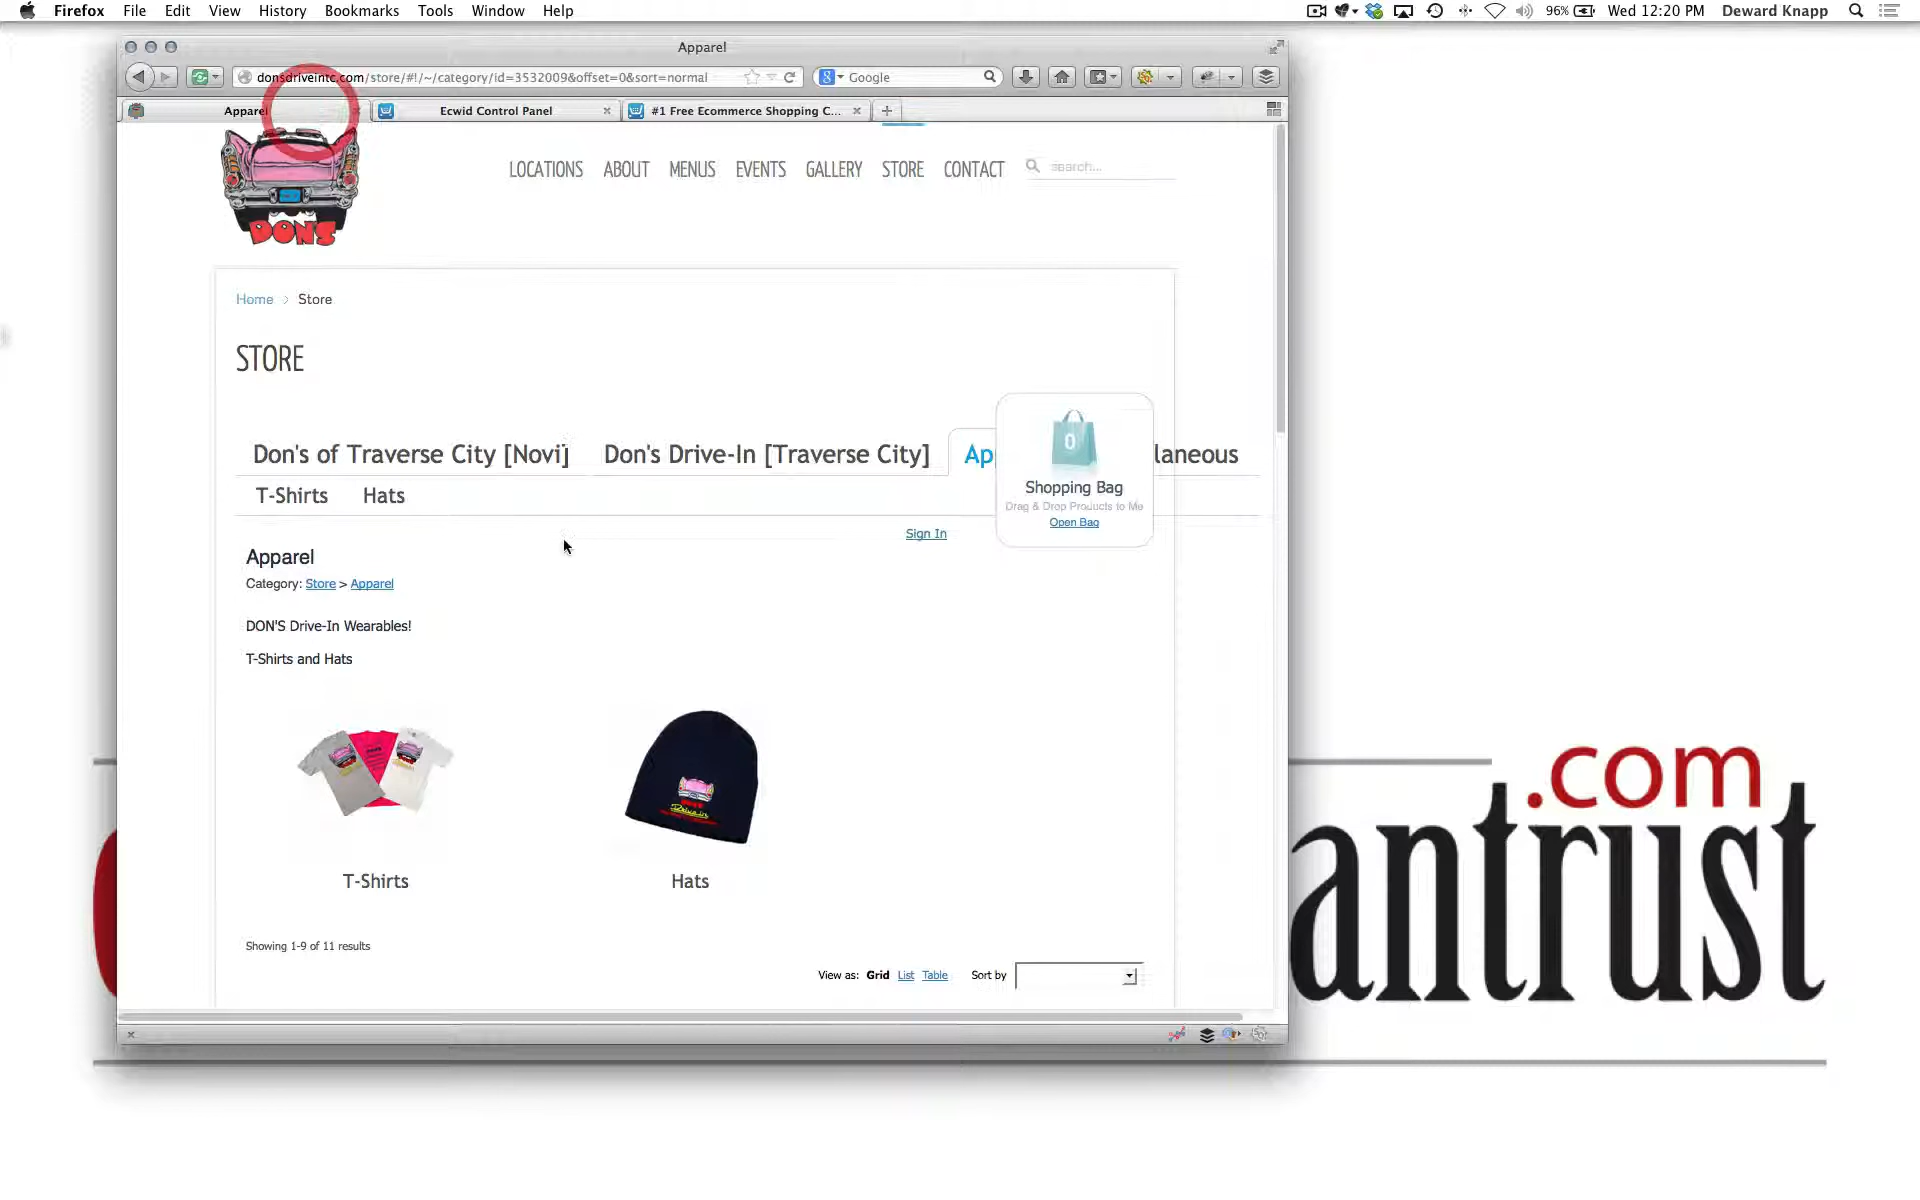 Firefox File Edit View History Bookmarks Tools Window Help 96% Wed 12:20 PM Deward Knapp
Apparel
donsdriveintc.com/store/#!/~/category/id=3532009&offset=0&sort=normal Google
Apparel Ecwid Control Panel #1 Free Ecommerce Shopping C...
LOCATIONS ABOUT MENUS EVENTS GALLERY STORE CONTACT search...
DONS
Home > Store
STORE
Don's of Traverse City [Novi] Don's Drive-In [Traverse City] App laneous
0
T-Shirts Hats
Shopping Bag
Drag & Drop Products to Me
Open Bag
Sign In
Apparel
Category: Store > Apparel
DON'S Drive-In Wearables!
T-Shirts and Hats
T-Shirts Hats
Showing 1-9 of 11 results
View as: Grid List Table Sort by
.com
antrust